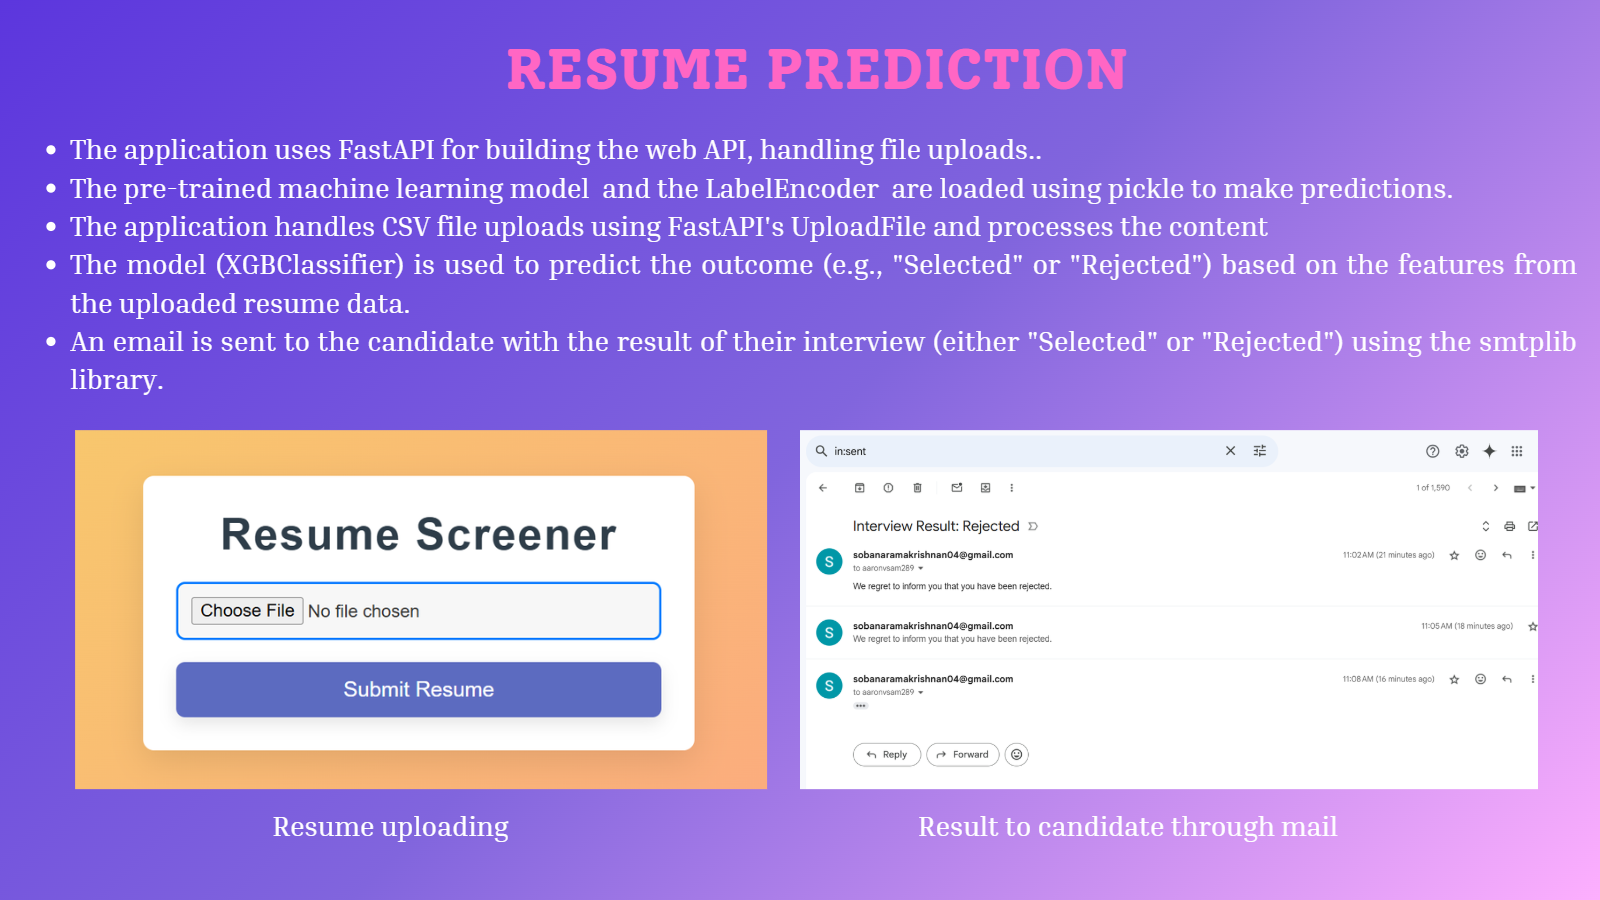 RESUME PREDICTION
• The application uses FastAPI for building the web API, handling file uploads..
• The pre-trained machine learning model  and the LabelEncoder  are loaded using pickle to make predictions.
• The application handles CSV file uploads using FastAPI's UploadFile and processes the content
• The model (XGBClassifier) is used to predict the outcome (e.g., "Selected" or "Rejected") based on the features from
the uploaded resume data.
• An email is sent to the candidate with the result of their interview (either "Selected" or "Rejected") using the smtplib
library.
Resume Screener
Choose File No file chosen
Submit Resume
Resume uploading
in:sent
1 of 1,590
Interview Result: Rejected
S
sobanaramakrishnan04@gmail.com
11:02 AM (21 minutes ago)
to aaronvsam289
We regret to inform you that you have been rejected.
S
sobanaramakrishnan04@gmail.com
11:05 AM (18 minutes ago)
We regret to inform you that you have been rejected.
S
sobanaramakrishnan04@gmail.com
11:08 AM (16 minutes ago)
to aaronvsam289
Reply
Forward
Result to candidate through mail